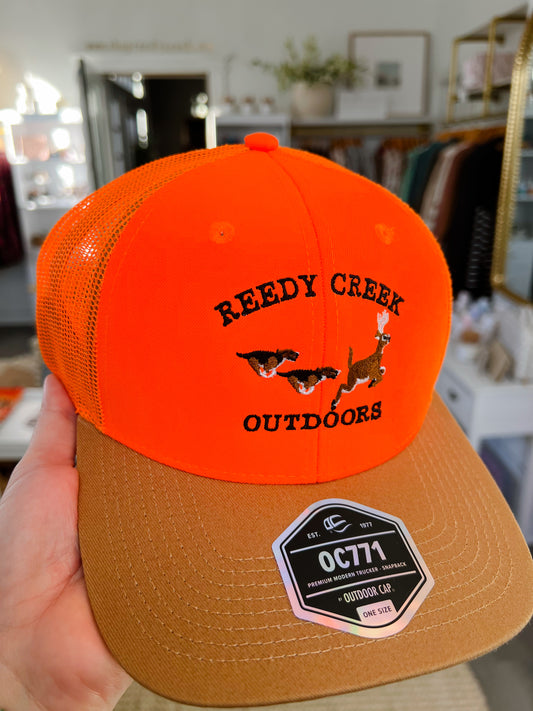 REEDY CREEK
OUTDOORS
EST. 1977
OC771
PREMIUM MODERN TRUCKER - SNAPBACK
BY OUTDOOR CAP
ONE SIZE